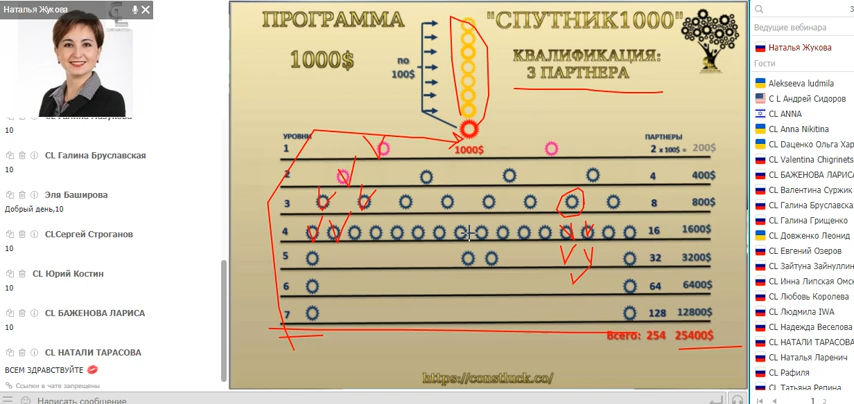 Наталья Жукова
10
CL Галина Бруславская
10
Эля Баширова
Добрый день,10
CLСергей Строганов
10
CL Юрий Костин
10
CL БАЖЕНОВА ЛАРИСА
10
CL НАТАЛИ ТАРАСОВА
ВСЕМ ЗДРАВСТВУЙТЕ
Ссылки в чате запрещены
Написать сообщение
ПРОГРАММА
1000$
"СПУТНИК1000"
КВАЛИФИКАЦИЯ:
3 ПАРТНЕРА
по
100$
1000$
УРОВНИ
ПАРТНЕРЫ
1 2 x 100$ = 200$
2 4 400$
3 8 800$
4 16 1600$
5 32 3200$
6 64 6400$
7 128 12800$
Всего: 254 25400$
https://constluck.co/
Ведущие вебинара
Наталья Жукова
Гости
Alekseeva ludmila
C L Андрей Сидоров
CL ANNA
CL Anna Nikitina
CL Даценко Ольга
CL Valentina Chigrinets
CL БАЖЕНОВА ЛАРИСА
CL Валентина Суржик
CL Галина Бруславская
CL Галина Грищенко
CL Довженко Леонид
CL Евгений Озеров
CL Зайтуна Зайнуллин
CL Инна Липская Омск
CL Любовь Королева
CL Людмила IWA
CL Надежда Веселова
CL НАТАЛИ ТАРАСОВА
CL Наталья Ларенич
CL Рафиля
CL Татьяна Репина
1 2